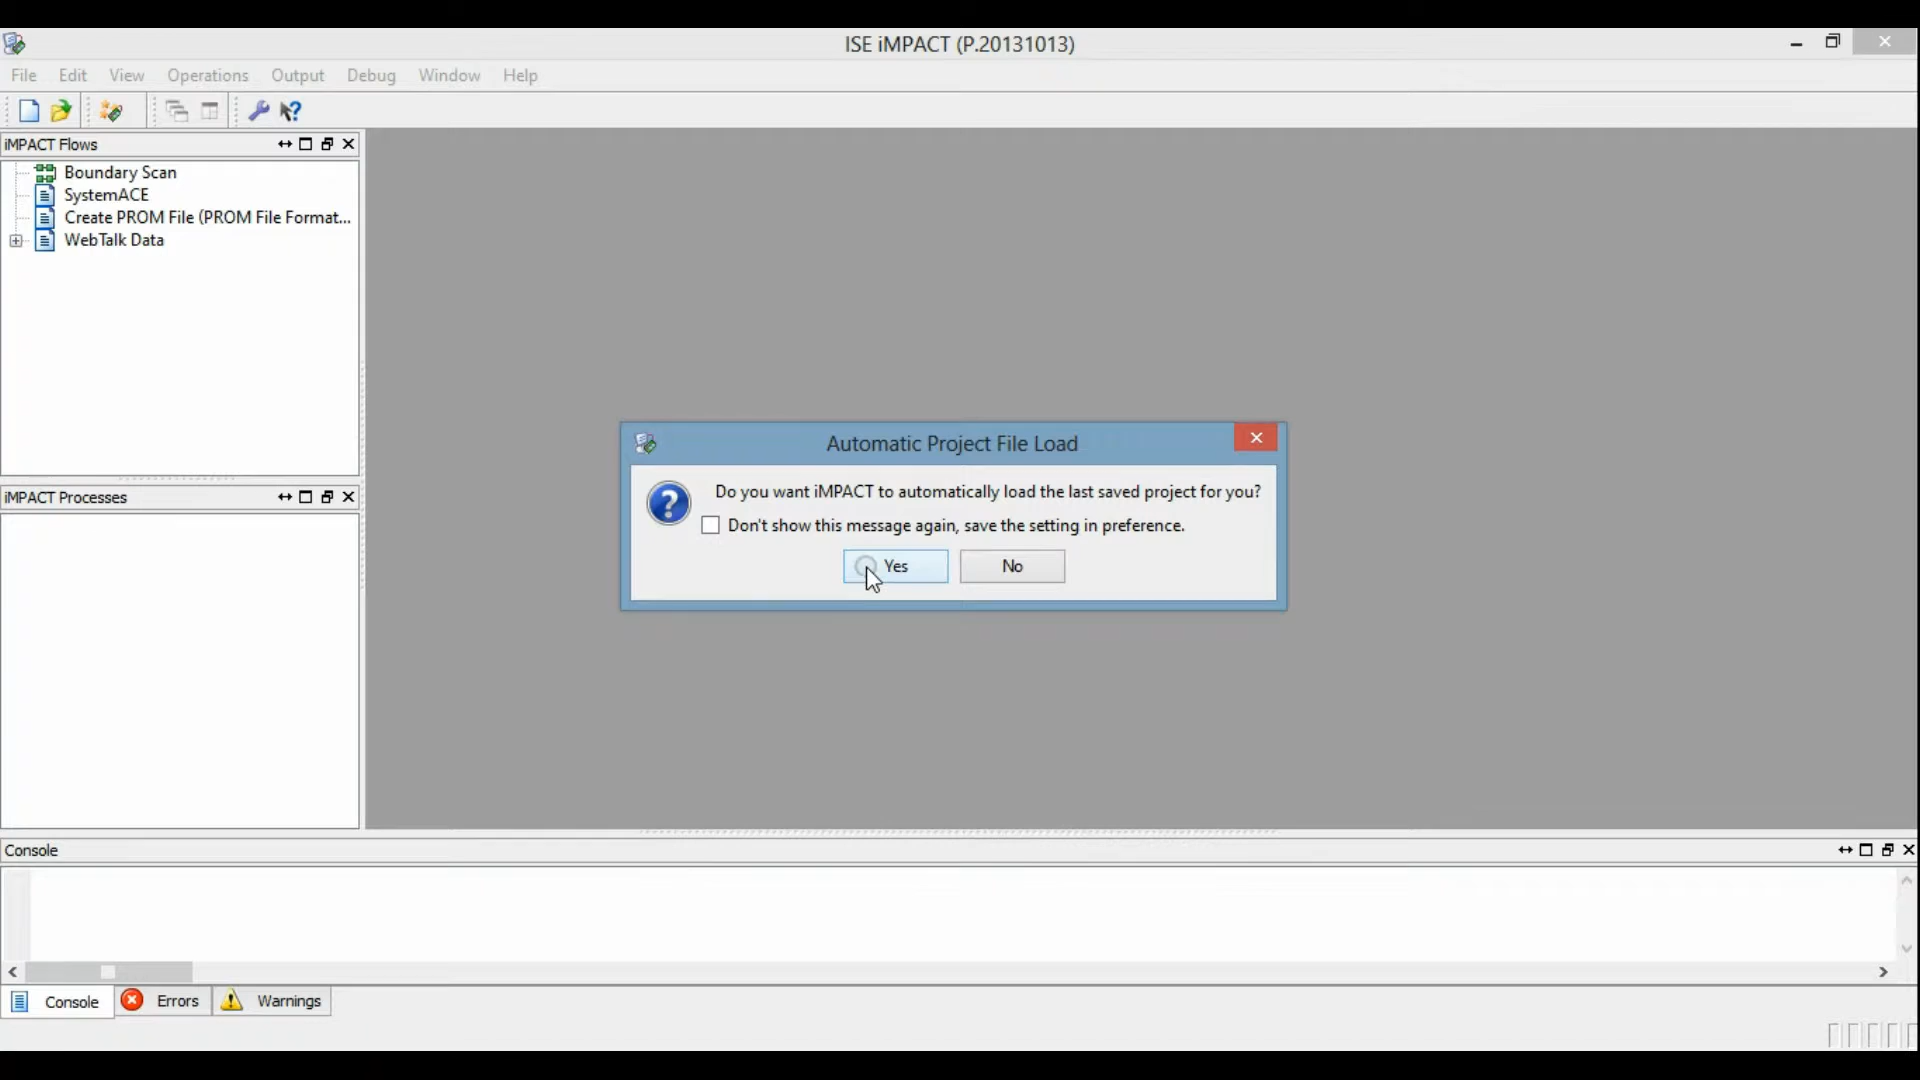 ISE iMPACT (P.20131013)
File Edit View Operations Output Debug Window Help
iMPACT Flows
Boundary Scan
SystemACE
Create PROM File (PROM File Format...
WebTalk Data
Automatic Project File Load
Do you want iMPACT to automatically load the last saved project for you?
Don't show this message again, save the setting in preference.
Yes No
iMPACT Processes
Console
Console Errors Warnings